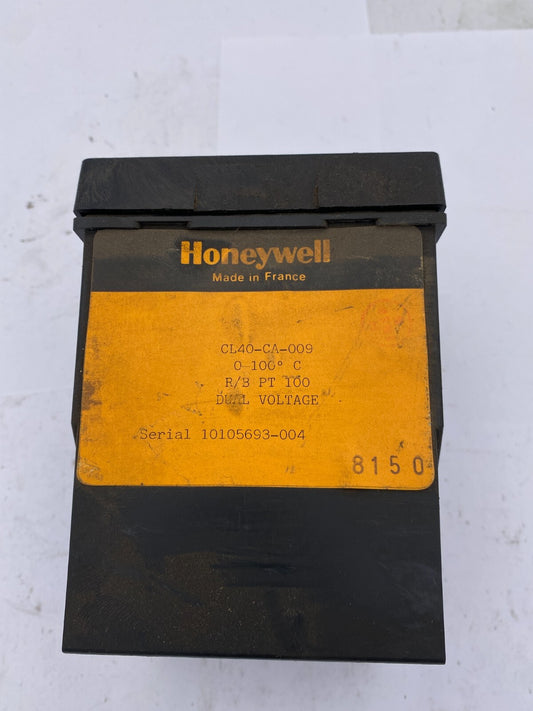 Honeywell
Made in France
CL40-CA-009
0-100° C
R/B PT 100
DUAL VOLTAGE
Serial 10105693-004
8150